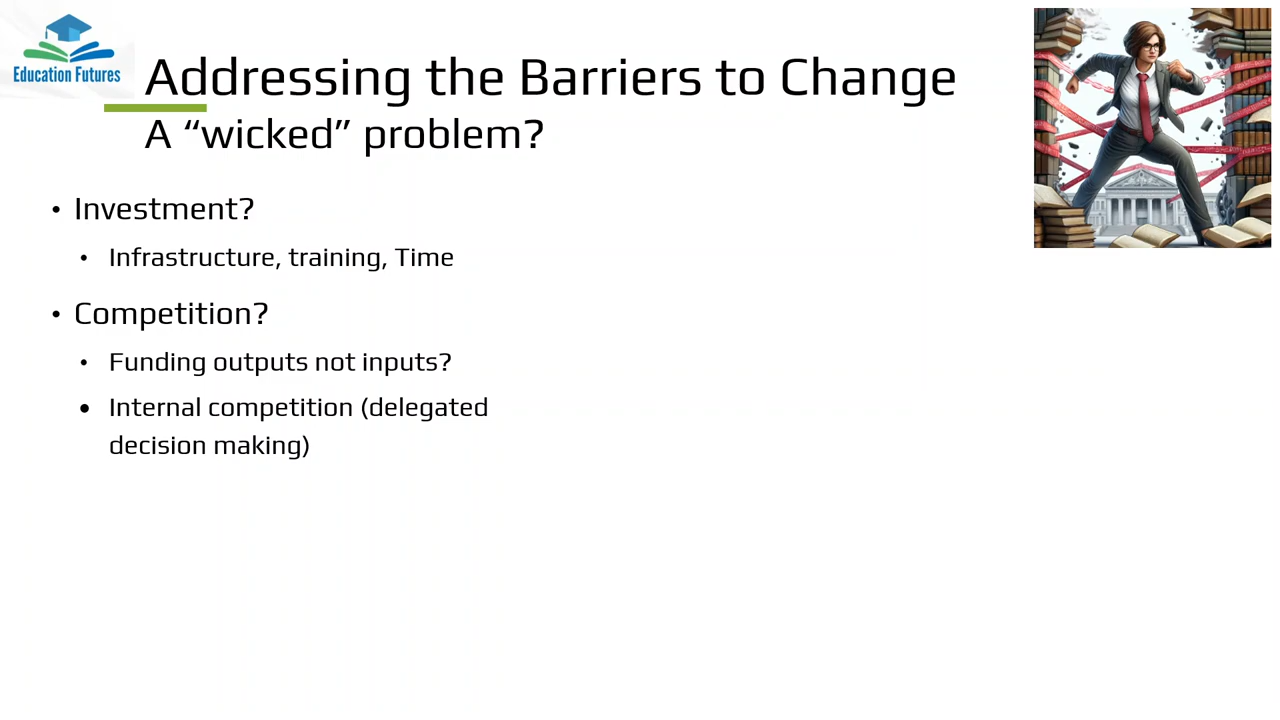 Education Futures
Addressing the Barriers to Change
A “wicked” problem?
• Investment?
• Infrastructure, training, Time
• Competition?
• Funding outputs not inputs?
• Internal competition (delegated
decision making)